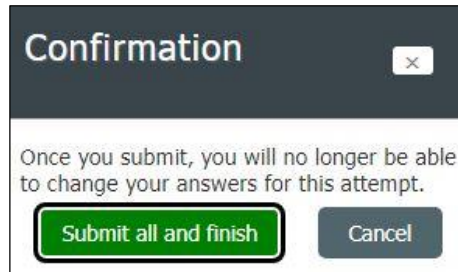 Confirmation
×
Once you submit, you will no longer be able
to change your answers for this attempt.
Submit all and finish
Cancel